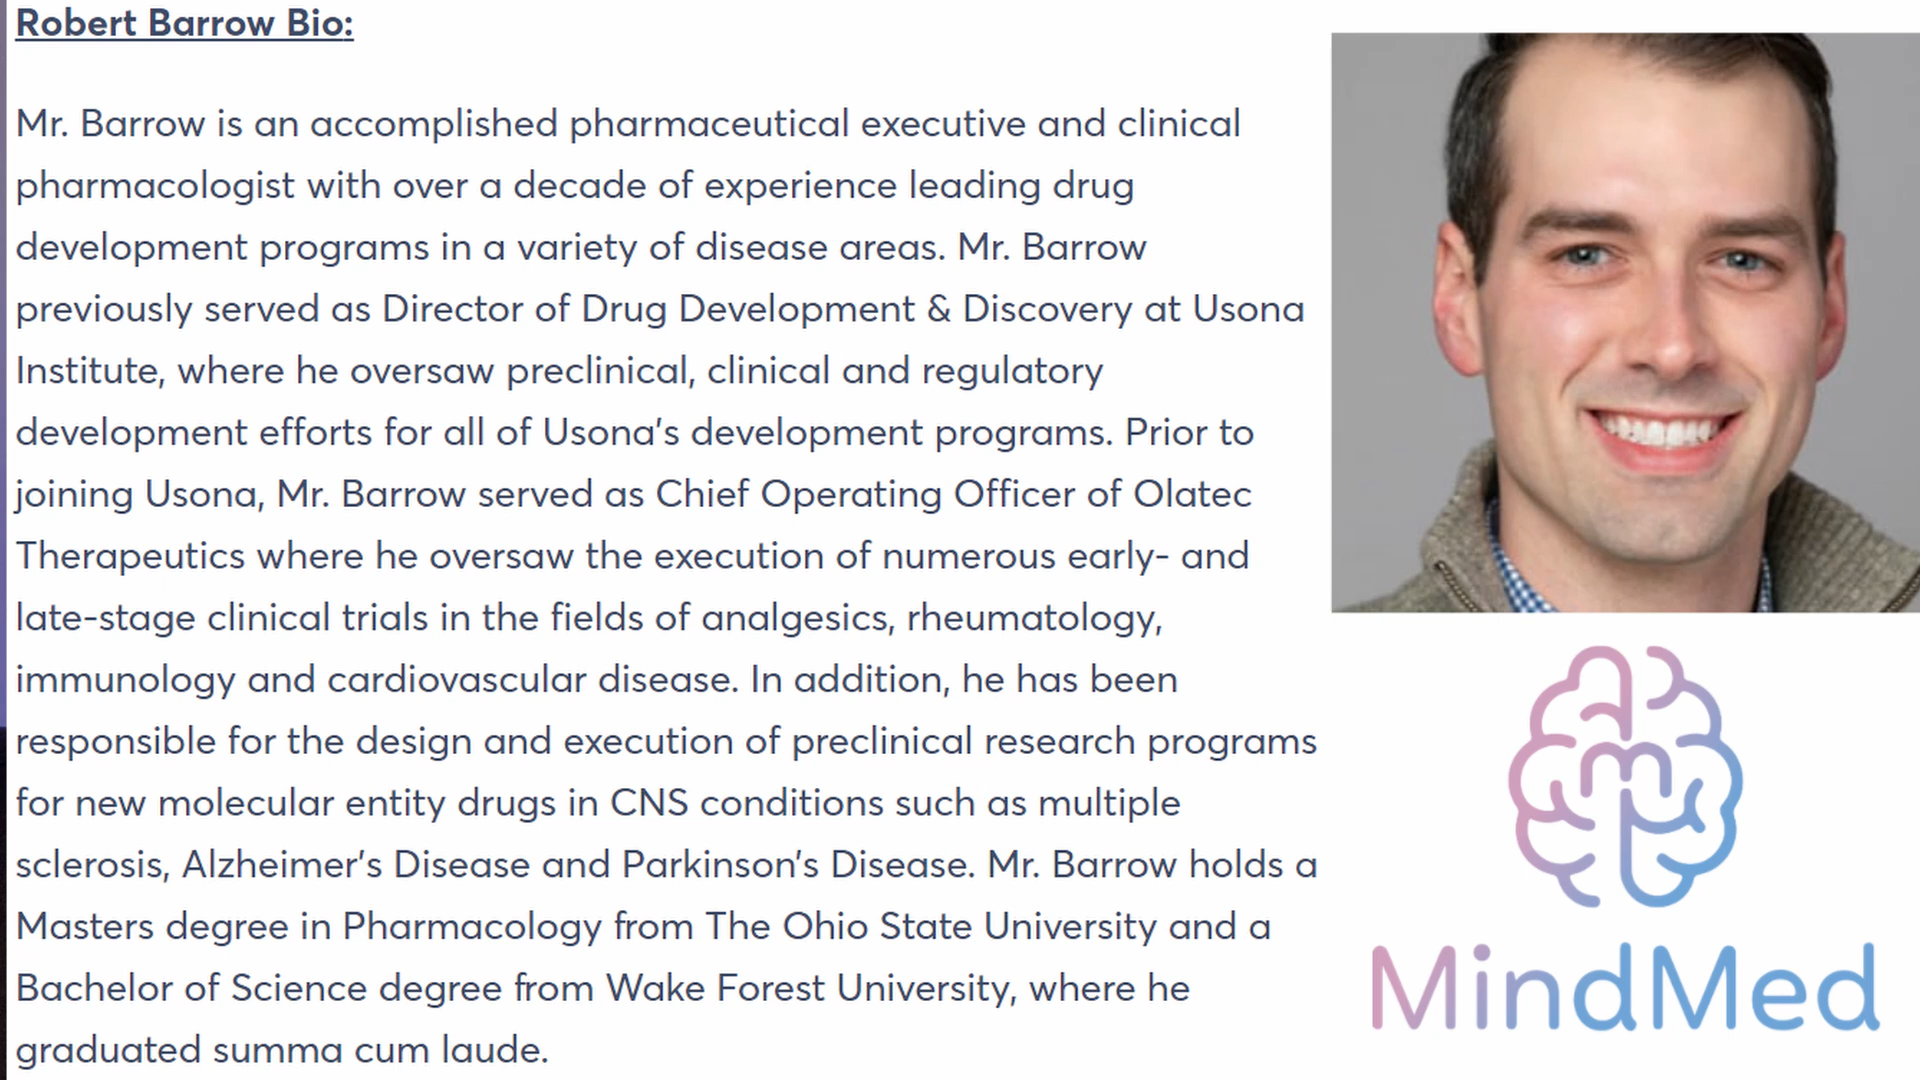 Robert Barrow Bio:
Mr. Barrow is an accomplished pharmaceutical executive and clinical
pharmacologist with over a decade of experience leading drug
development programs in a variety of disease areas. Mr. Barrow
previously served as Director of Drug Development & Discovery at Usona
Institute, where he oversaw preclinical, clinical and regulatory
development efforts for all of Usona's development programs. Prior to
joining Usona, Mr. Barrow served as Chief Operating Officer of Olatec
Therapeutics where he oversaw the execution of numerous early- and
late-stage clinical trials in the fields of analgesics, rheumatology,
immunology and cardiovascular disease. In addition, he has been
responsible for the design and execution of preclinical research programs
for new molecular entity drugs in CNS conditions such as multiple
sclerosis, Alzheimer's Disease and Parkinson's Disease. Mr. Barrow holds a
Masters degree in Pharmacology from The Ohio State University and a
Bachelor of Science degree from Wake Forest University, where he
graduated summa cum laude.
MindMed